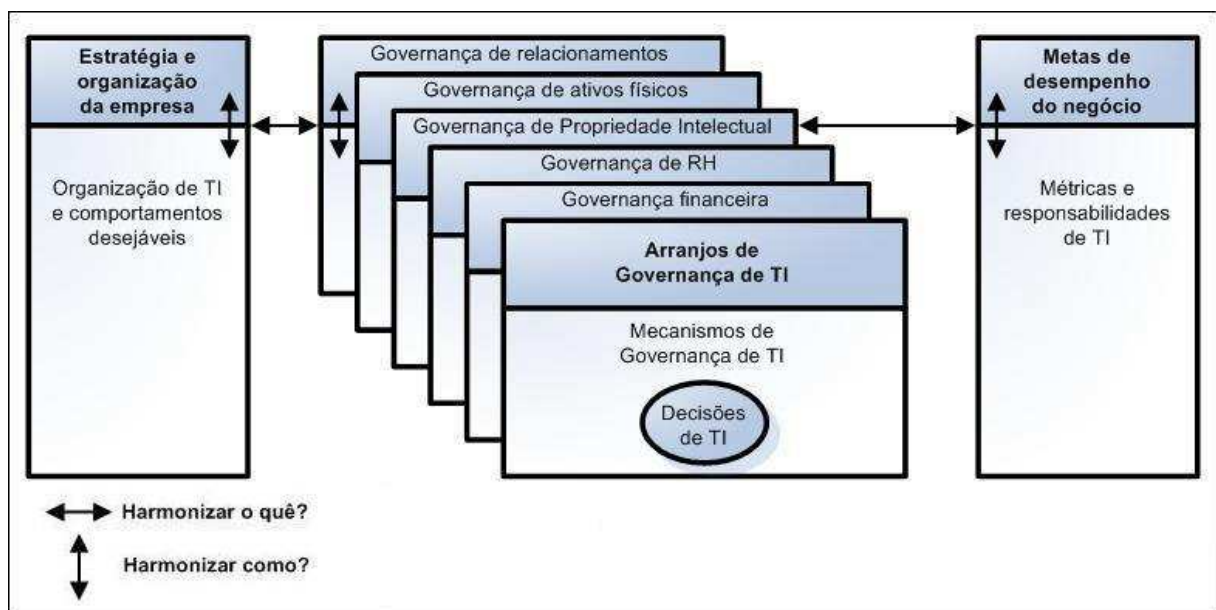 Estratégia e
organização
da empresa
Organização de TI
e comportamentos
desejáveis
Governança de relacionamentos
Governança de ativos físicos
Governança de Propriedade Intelectual
Governança de RH
Governança financeira
Arranjos de
Governança de TI
Mecanismos de
Governança de TI
Decisões
de TI
Metas de
desempenho
do negócio
Métricas e
responsabilidades
de TI
Harmonizar o quê?
Harmonizar como?